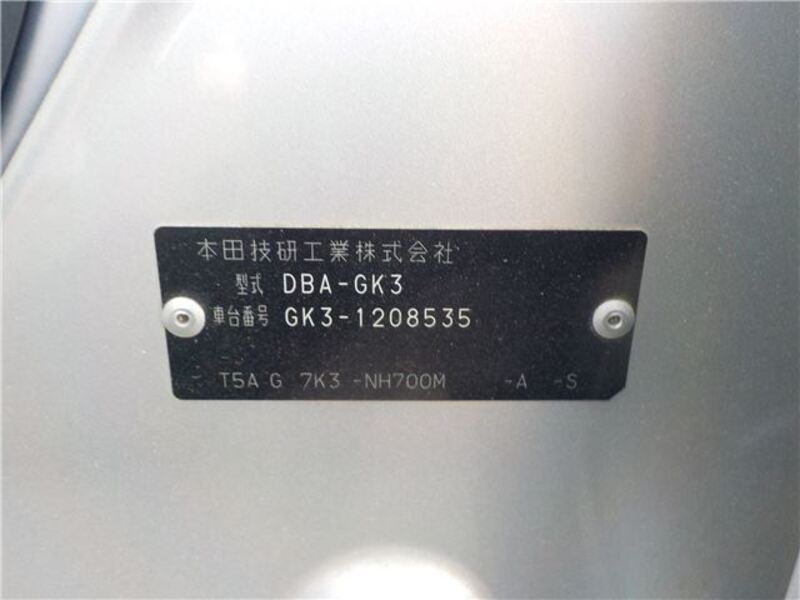 本田技研工業株式会社
型式 DBA-GK3
車台番号 GK3-1208535
- T5A G 7K3 -NH700M -A -S